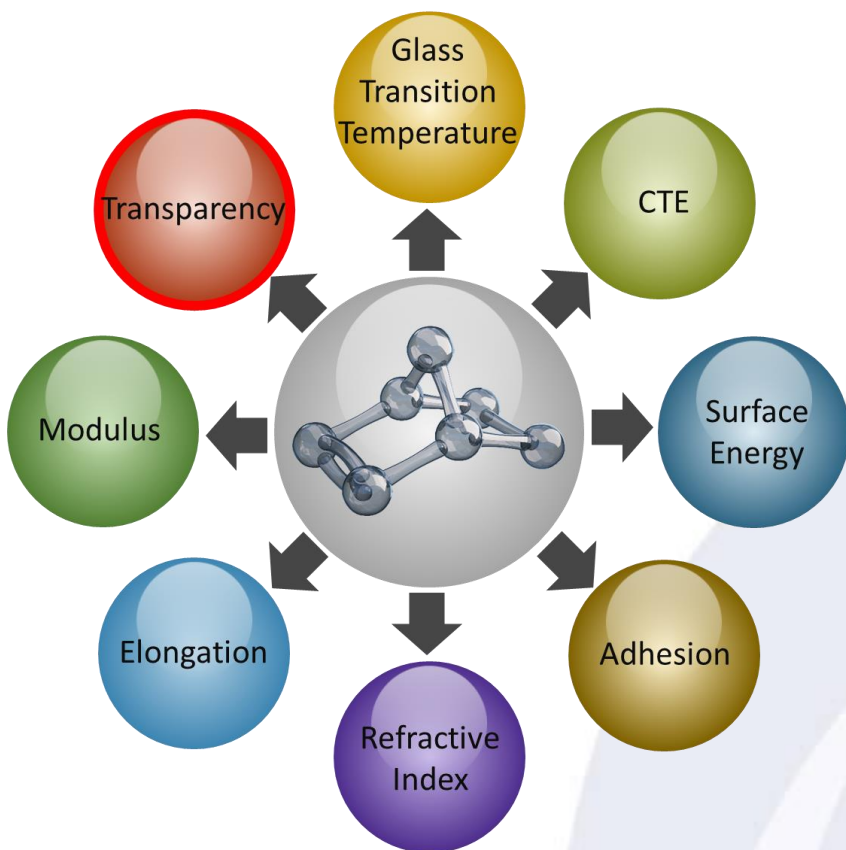 Glass
Transition
Temperature
Transparency
CTE
Modulus
Surface
Energy
Elongation
Adhesion
Refractive
Index